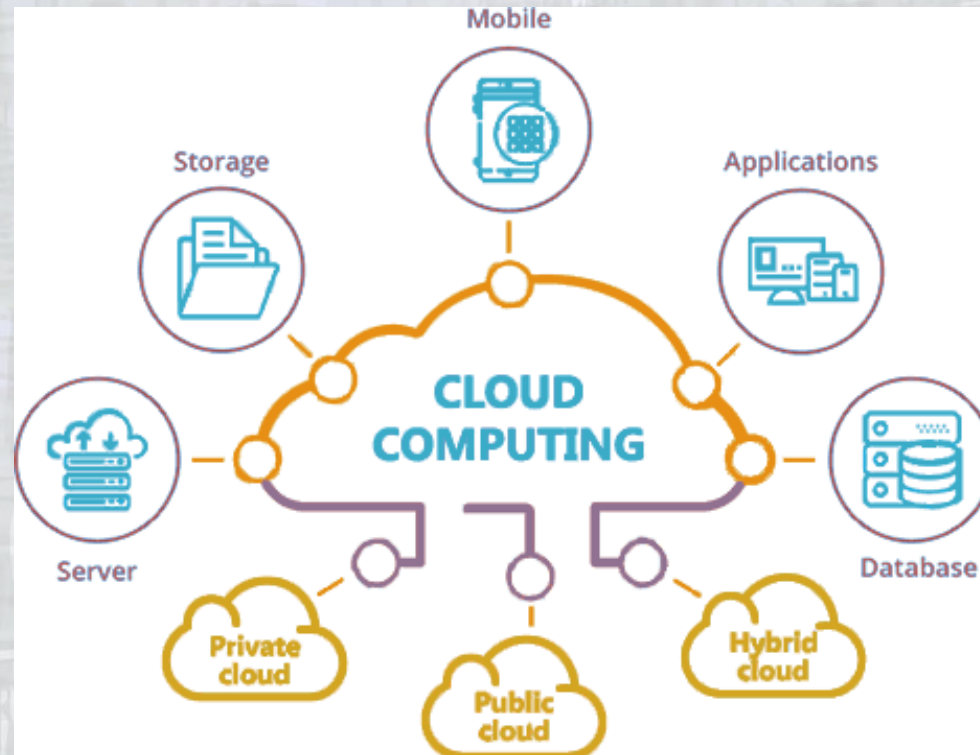 Mobile
Storage
Applications
CLOUD
COMPUTING
Server
Database
Private
cloud
Public
cloud
Hybrid
cloud